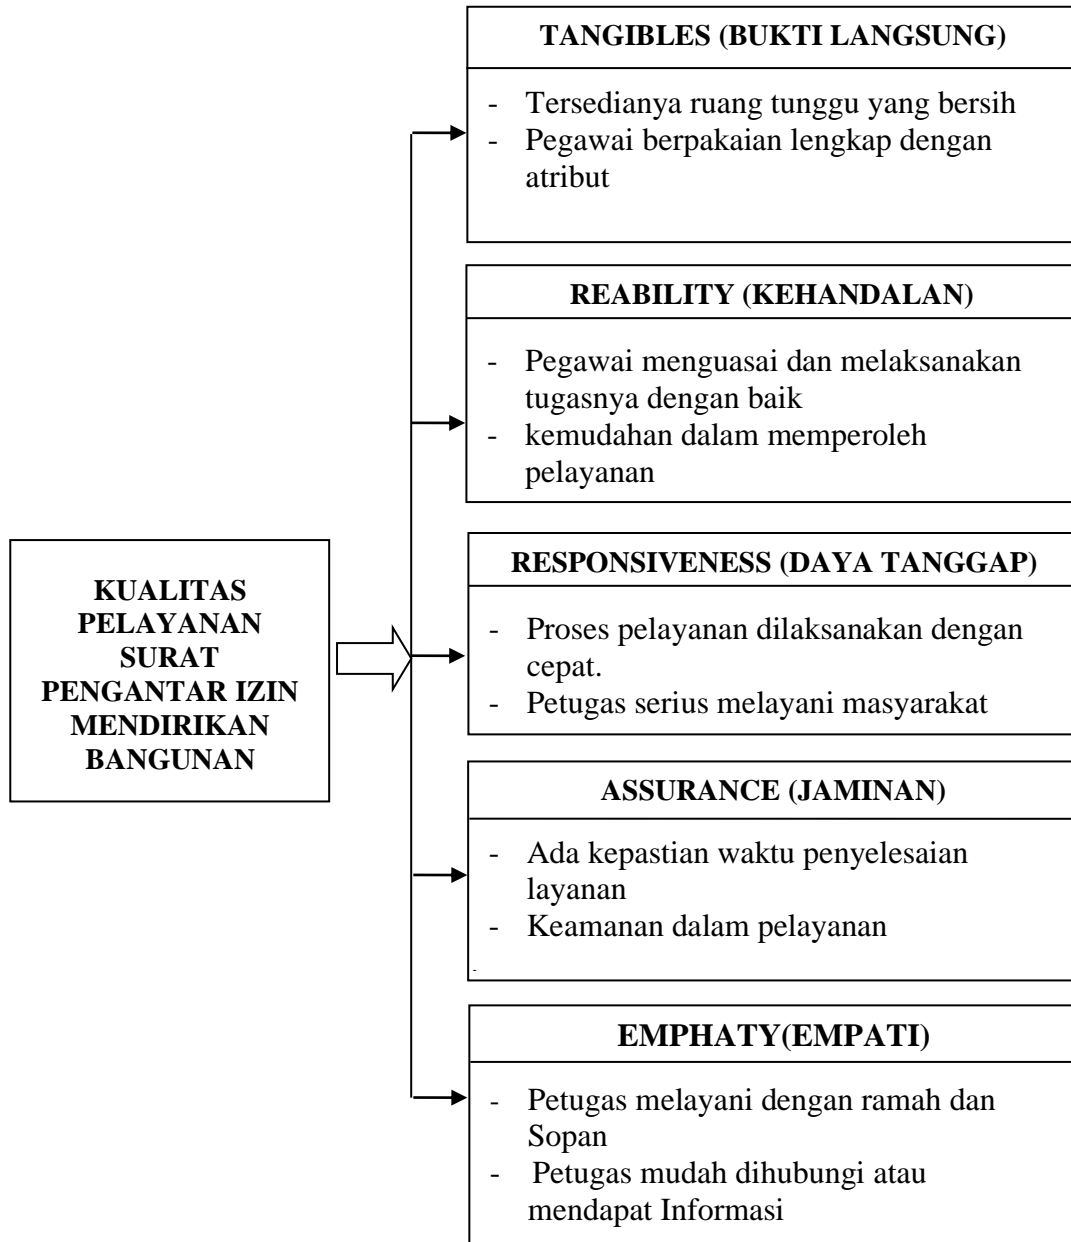 TANGIBLES (BUKTI LANGSUNG)
- Tersedianya ruang tunggu yang bersih
- Pegawai berpakaian lengkap dengan
atribut
REABILITY (KEHANDALAN)
- Pegawai menguasai dan melaksanakan
tugasnya dengan baik
- kemudahan dalam memperoleh
pelayanan
KUALITAS
PELAYANAN
SURAT
PENGANTAR IZIN
MENDIRIKAN
BANGUNAN
RESPONSIVENESS (DAYA TANGGAP)
- Proses pelayanan dilaksanakan dengan
cepat.
- Petugas serius melayani masyarakat
ASSURANCE (JAMINAN)
- Ada kepastian waktu penyelesaian
layanan
- Keamanan dalam pelayanan
-
EMPHATY(EMPATI)
- Petugas melayani dengan ramah dan
Sopan
- Petugas mudah dihubungi atau
mendapat Informasi